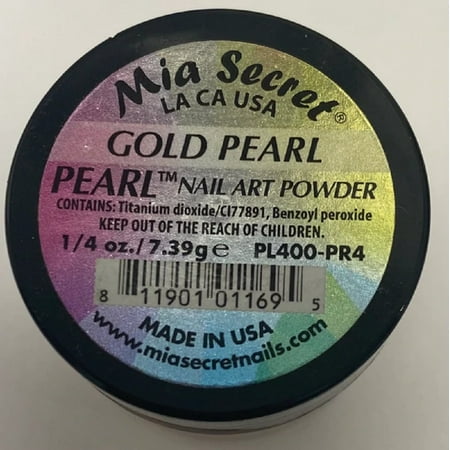 Mia Secret®
LA CA USA
GOLD PEARL
PEARL™ NAIL ART POWDER
CONTAINS: Titanium dioxide/CI77891, Benzoyl peroxide
KEEP OUT OF THE REACH OF CHILDREN.
1/4 oz./7.39g e PL400-PR4
8 11901 01169 5
MADE IN USA
www.miasecretnails.com